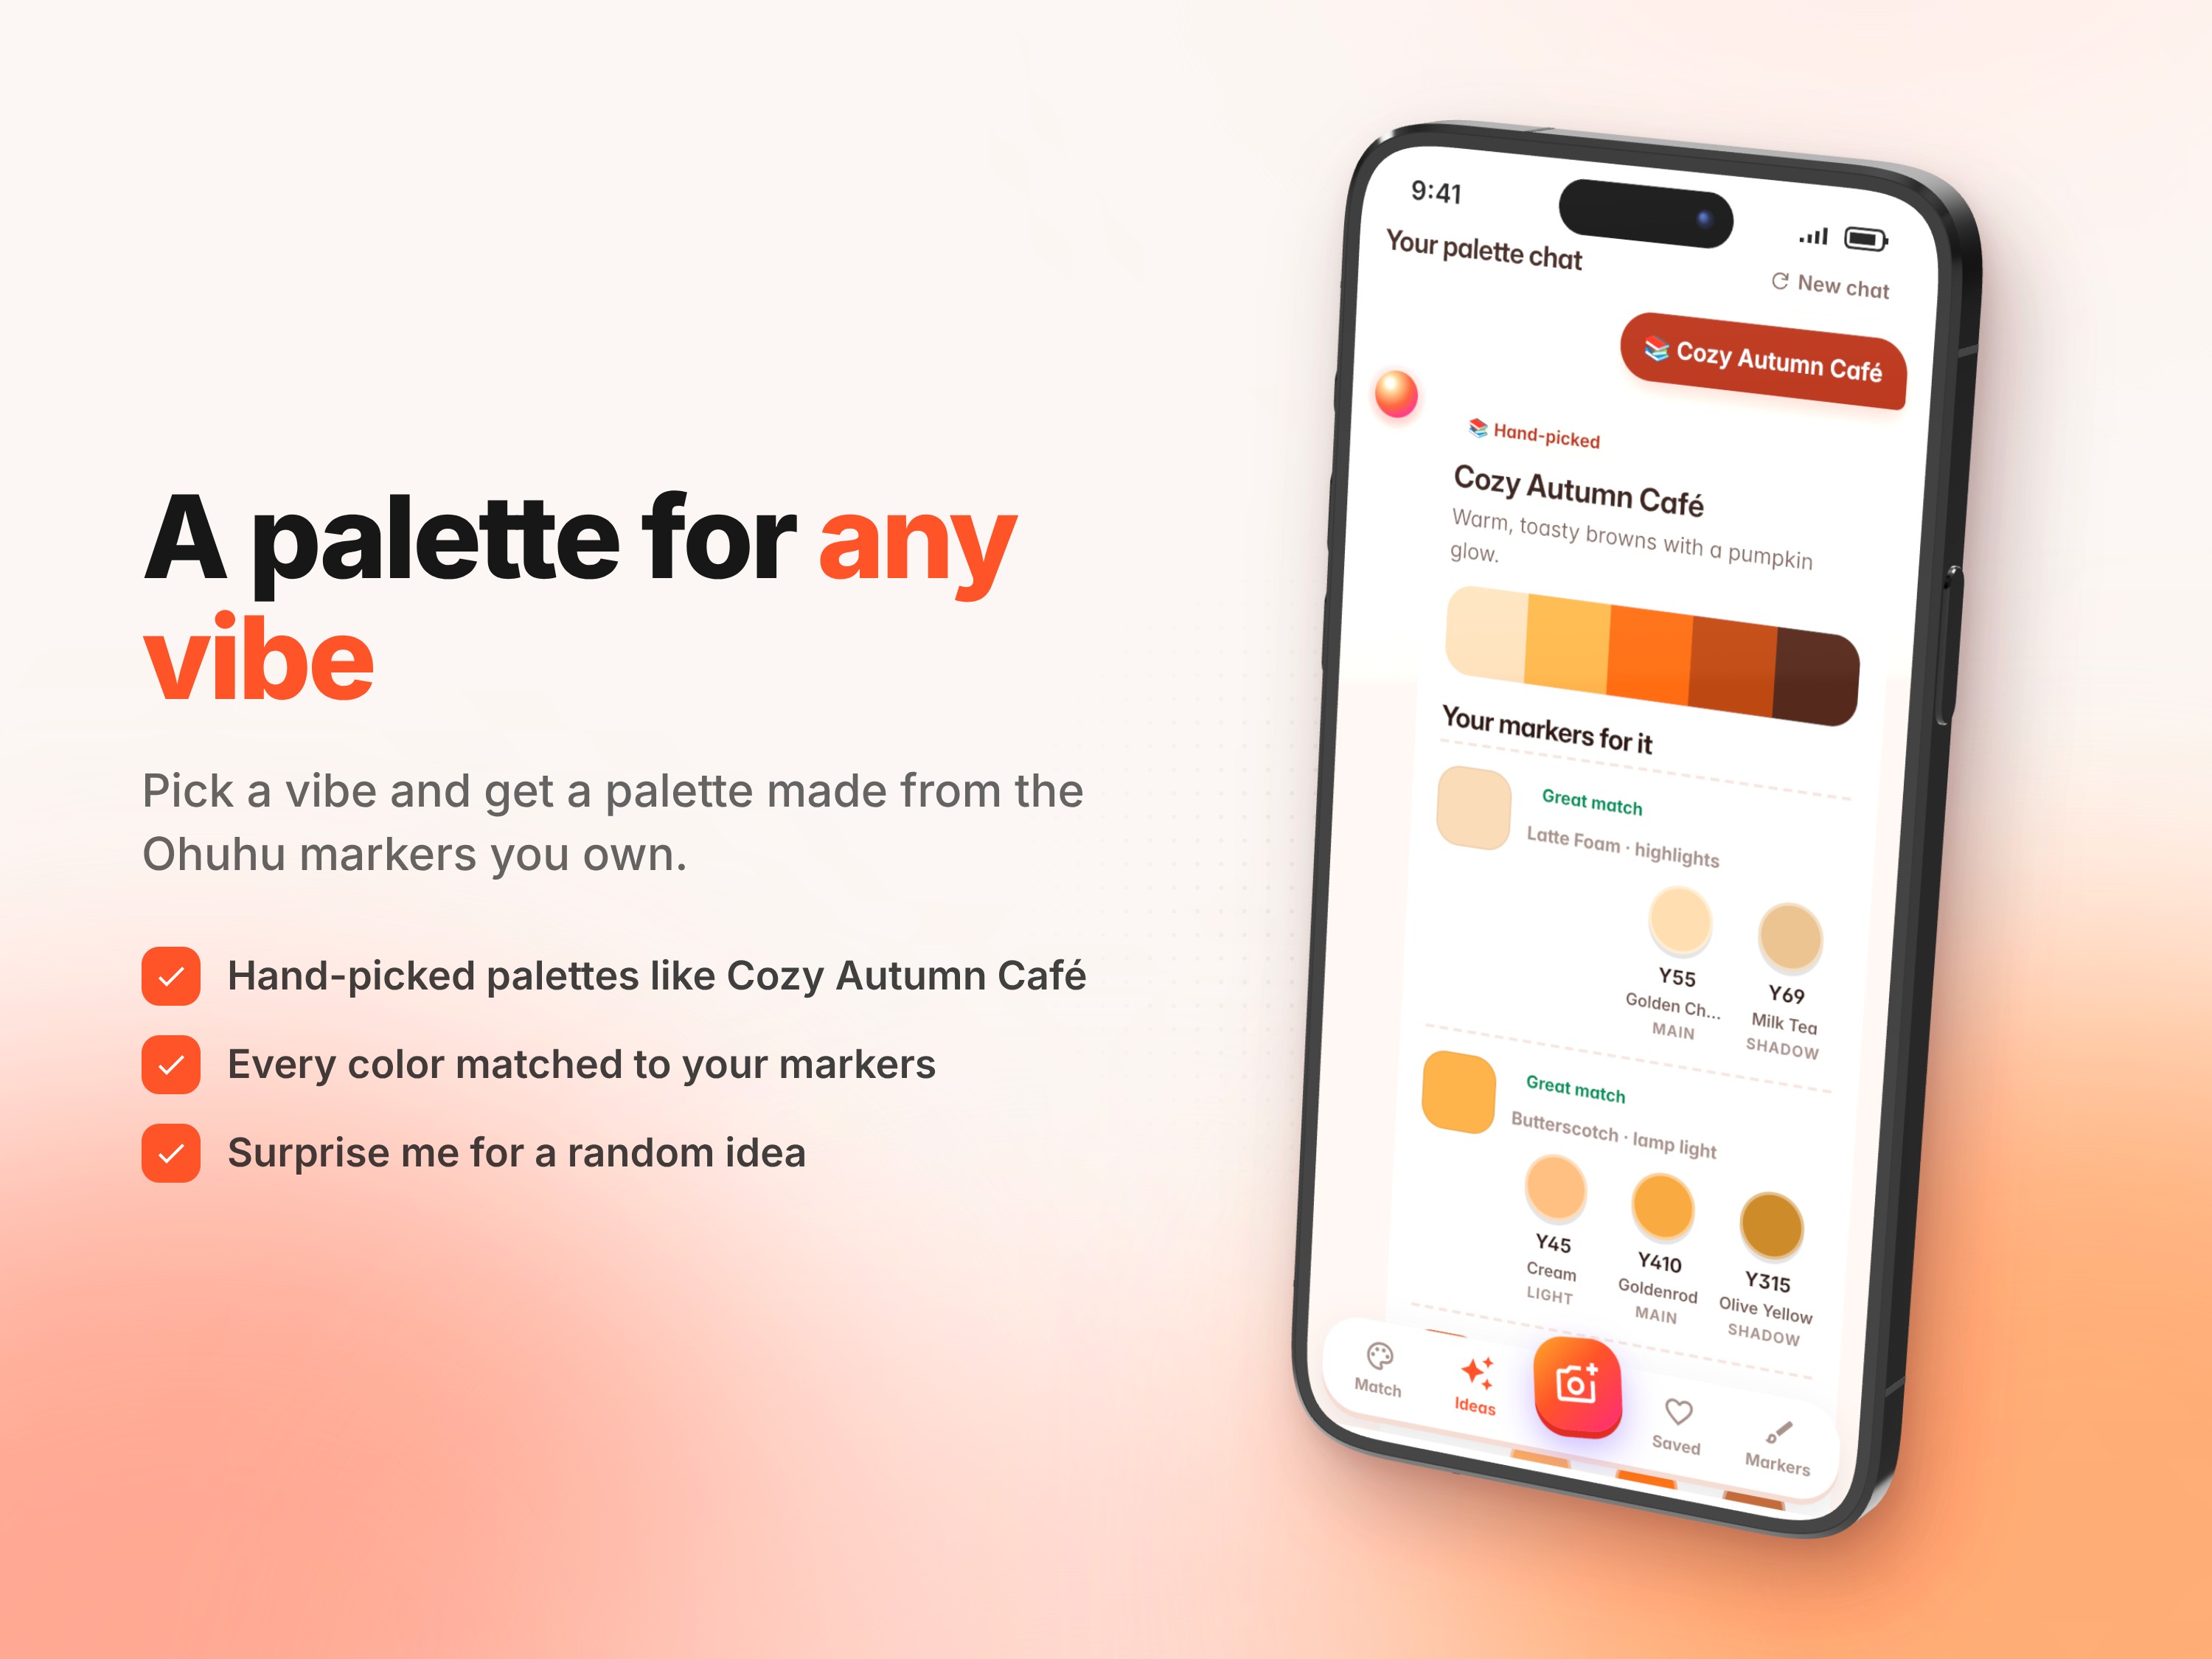 A palette for any
vibe
Pick a vibe and get a palette made from the
Ohuhu markers you own.
Hand-picked palettes like Cozy Autumn Café
Every color matched to your markers
Surprise me for a random idea
9:41
Your palette chat
New chat
📚 Cozy Autumn Café
📚 Hand-picked
Cozy Autumn Café
Warm, toasty browns with a pumpkin
glow.
Your markers for it
Great match
Latte Foam · highlights
Y55
Golden Ch...
MAIN
Y69
Milk Tea
SHADOW
Great match
Butterscotch · lamp light
Y45
Cream
LIGHT
Y410
Goldenrod
MAIN
Y315
Olive Yellow
SHADOW
Match
Ideas
Saved
Markers